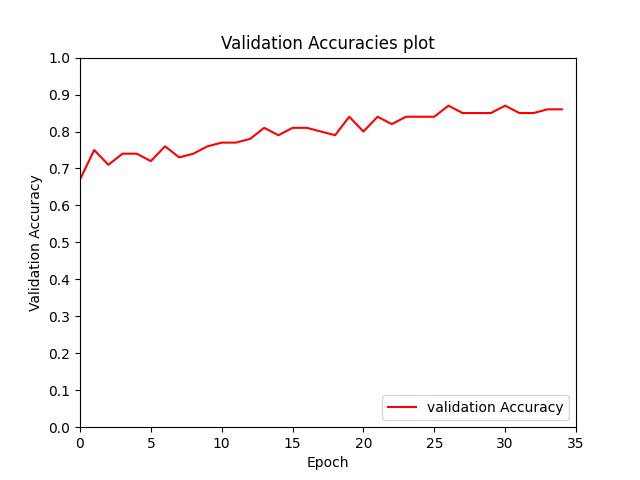 Validation Accuracies plot
1.0
0.9
0.8
0.7
0.6
0.5
0.4
0.3
0.2
0.1
0.0
Validation Accuracy
validation Accuracy
0 5 10 15 20 25 30 35
Epoch